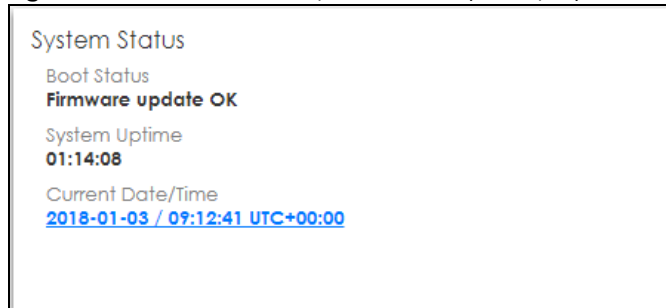 System Status
Boot Status
Firmware update OK
System Uptime
01:14:08
Current Date/Time
2018-01-03 / 09:12:41 UTC+00:00